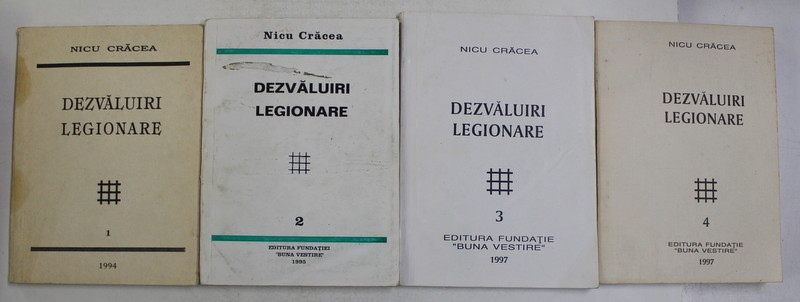 NICU CRĂCEA
DEZVĂLUIRI
LEGIONARE
1
1994
Nicu Crăcea
DEZVĂLUIRI
LEGIONARE
2
EDITURA FUNDAȚIEI
"BUNA VESTIRE"
1995
NICU CRĂCEA
DEZVĂLUIRI
LEGIONARE
3
EDITURA FUNDAȚIE
"BUNA VESTIRE"
1997
NICU CRĂCEA
DEZVĂLUIRI
LEGIONARE
4
EDITURA FUNDAȚIE
"BUNA VESTIRE"
1997